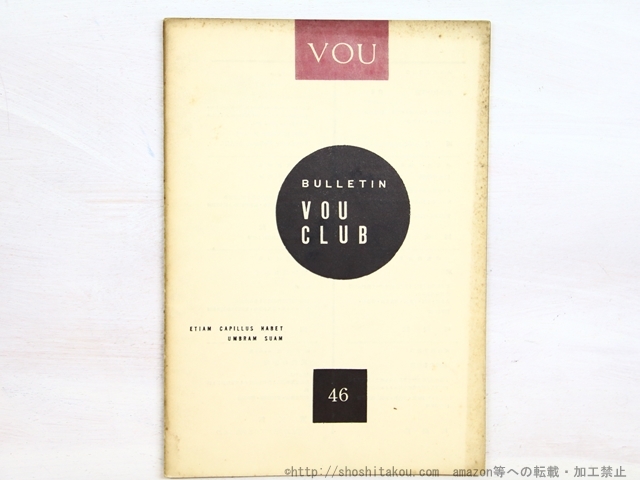 VOU
BULLETIN
VOU
CLUB
ETIAM CAPILLUS HABET
UMBRAM SUAM
46
©http://shoshitakou.com amazon等への転載・加工禁止